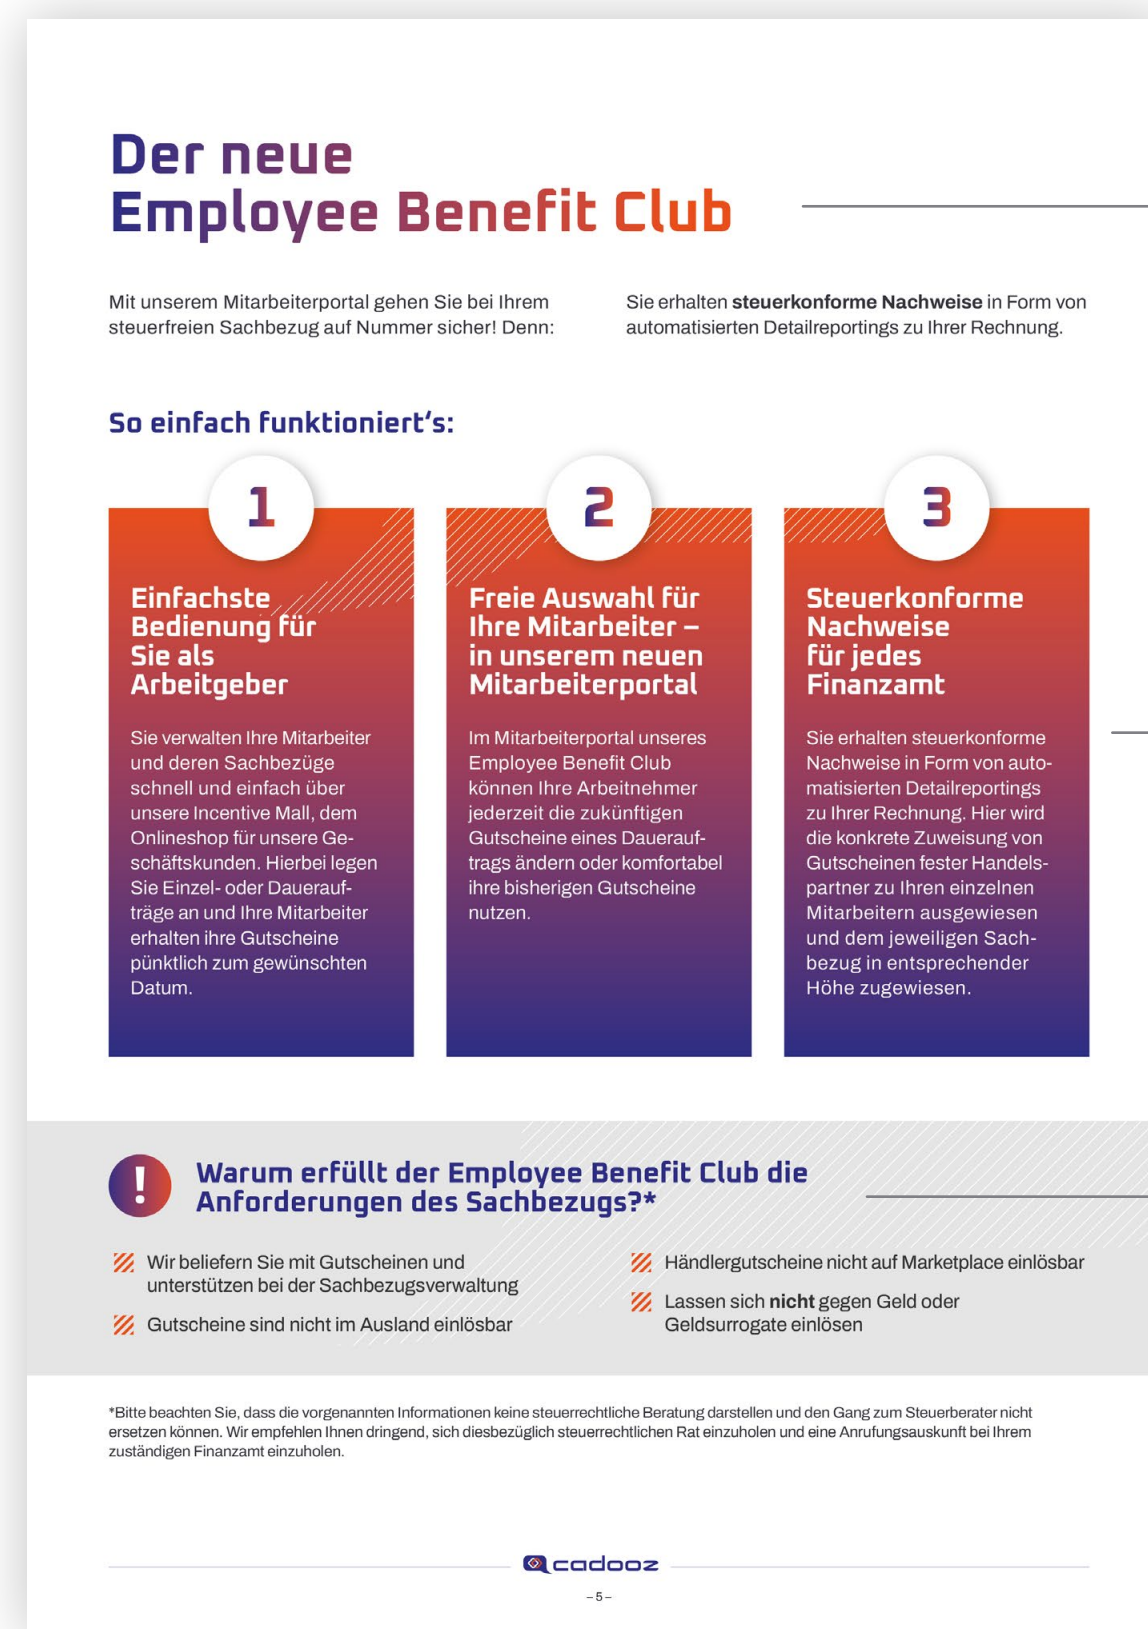 Der neue
Employee Benefit Club
Mit unserem Mitarbeiterportal gehen Sie bei Ihrem
steuerfreien Sachbezug auf Nummer sicher! Denn:
Sie erhalten steuerkonforme Nachweise in Form von
automatisierten Detailreportings zu Ihrer Rechnung.
So einfach funktioniert‘s:
1
Einfachste
Bedienung für
Sie als
Arbeitgeber
Sie verwalten Ihre Mitarbeiter
und deren Sachbezüge
schnell und einfach über
unsere Incentive Mall, dem
Onlineshop für unsere Ge-
schäftskunden. Hierbei legen
Sie Einzel- oder Dauerauf-
träge an und Ihre Mitarbeiter
erhalten ihre Gutscheine
pünktlich zum gewünschten
Datum.
2
Freie Auswahl für
Ihre Mitarbeiter –
in unserem neuen
Mitarbeiterportal
Im Mitarbeiterportal unseres
Employee Benefit Club
können Ihre Arbeitnehmer
jederzeit die zukünftigen
Gutscheine eines Dauerauf-
trags ändern oder komfortabel
ihre bisherigen Gutscheine
nutzen.
3
Steuerkonforme
Nachweise
für jedes
Finanzamt
Sie erhalten steuerkonforme
Nachweise in Form von auto-
matisierten Detailreportings
zu Ihrer Rechnung. Hier wird
die konkrete Zuweisung von
Gutscheinen fester Handels-
partner zu Ihren einzelnen
Mitarbeitern ausgewiesen
und dem jeweiligen Sach-
bezug in entsprechender
Höhe zugewiesen.
!
Warum erfüllt der Employee Benefit Club die
Anforderungen des Sachbezugs?*
Wir beliefern Sie mit Gutscheinen und
unterstützen bei der Sachbezugsverwaltung
Gutscheine sind nicht im Ausland einlösbar
Händlergutscheine nicht auf Marketplace einlösbar
Lassen sich nicht gegen Geld oder
Geldsurrogate einlösen
*Bitte beachten Sie, dass die vorgenannten Informationen keine steuerrechtliche Beratung darstellen und den Gang zum Steuerberater nicht
ersetzen können. Wir empfehlen Ihnen dringend, sich diesbezüglich steuerrechtlichen Rat einzuholen und eine Anrufungsauskunft bei Ihrem
zuständigen Finanzamt einzuholen.
cadooz
– 5 –